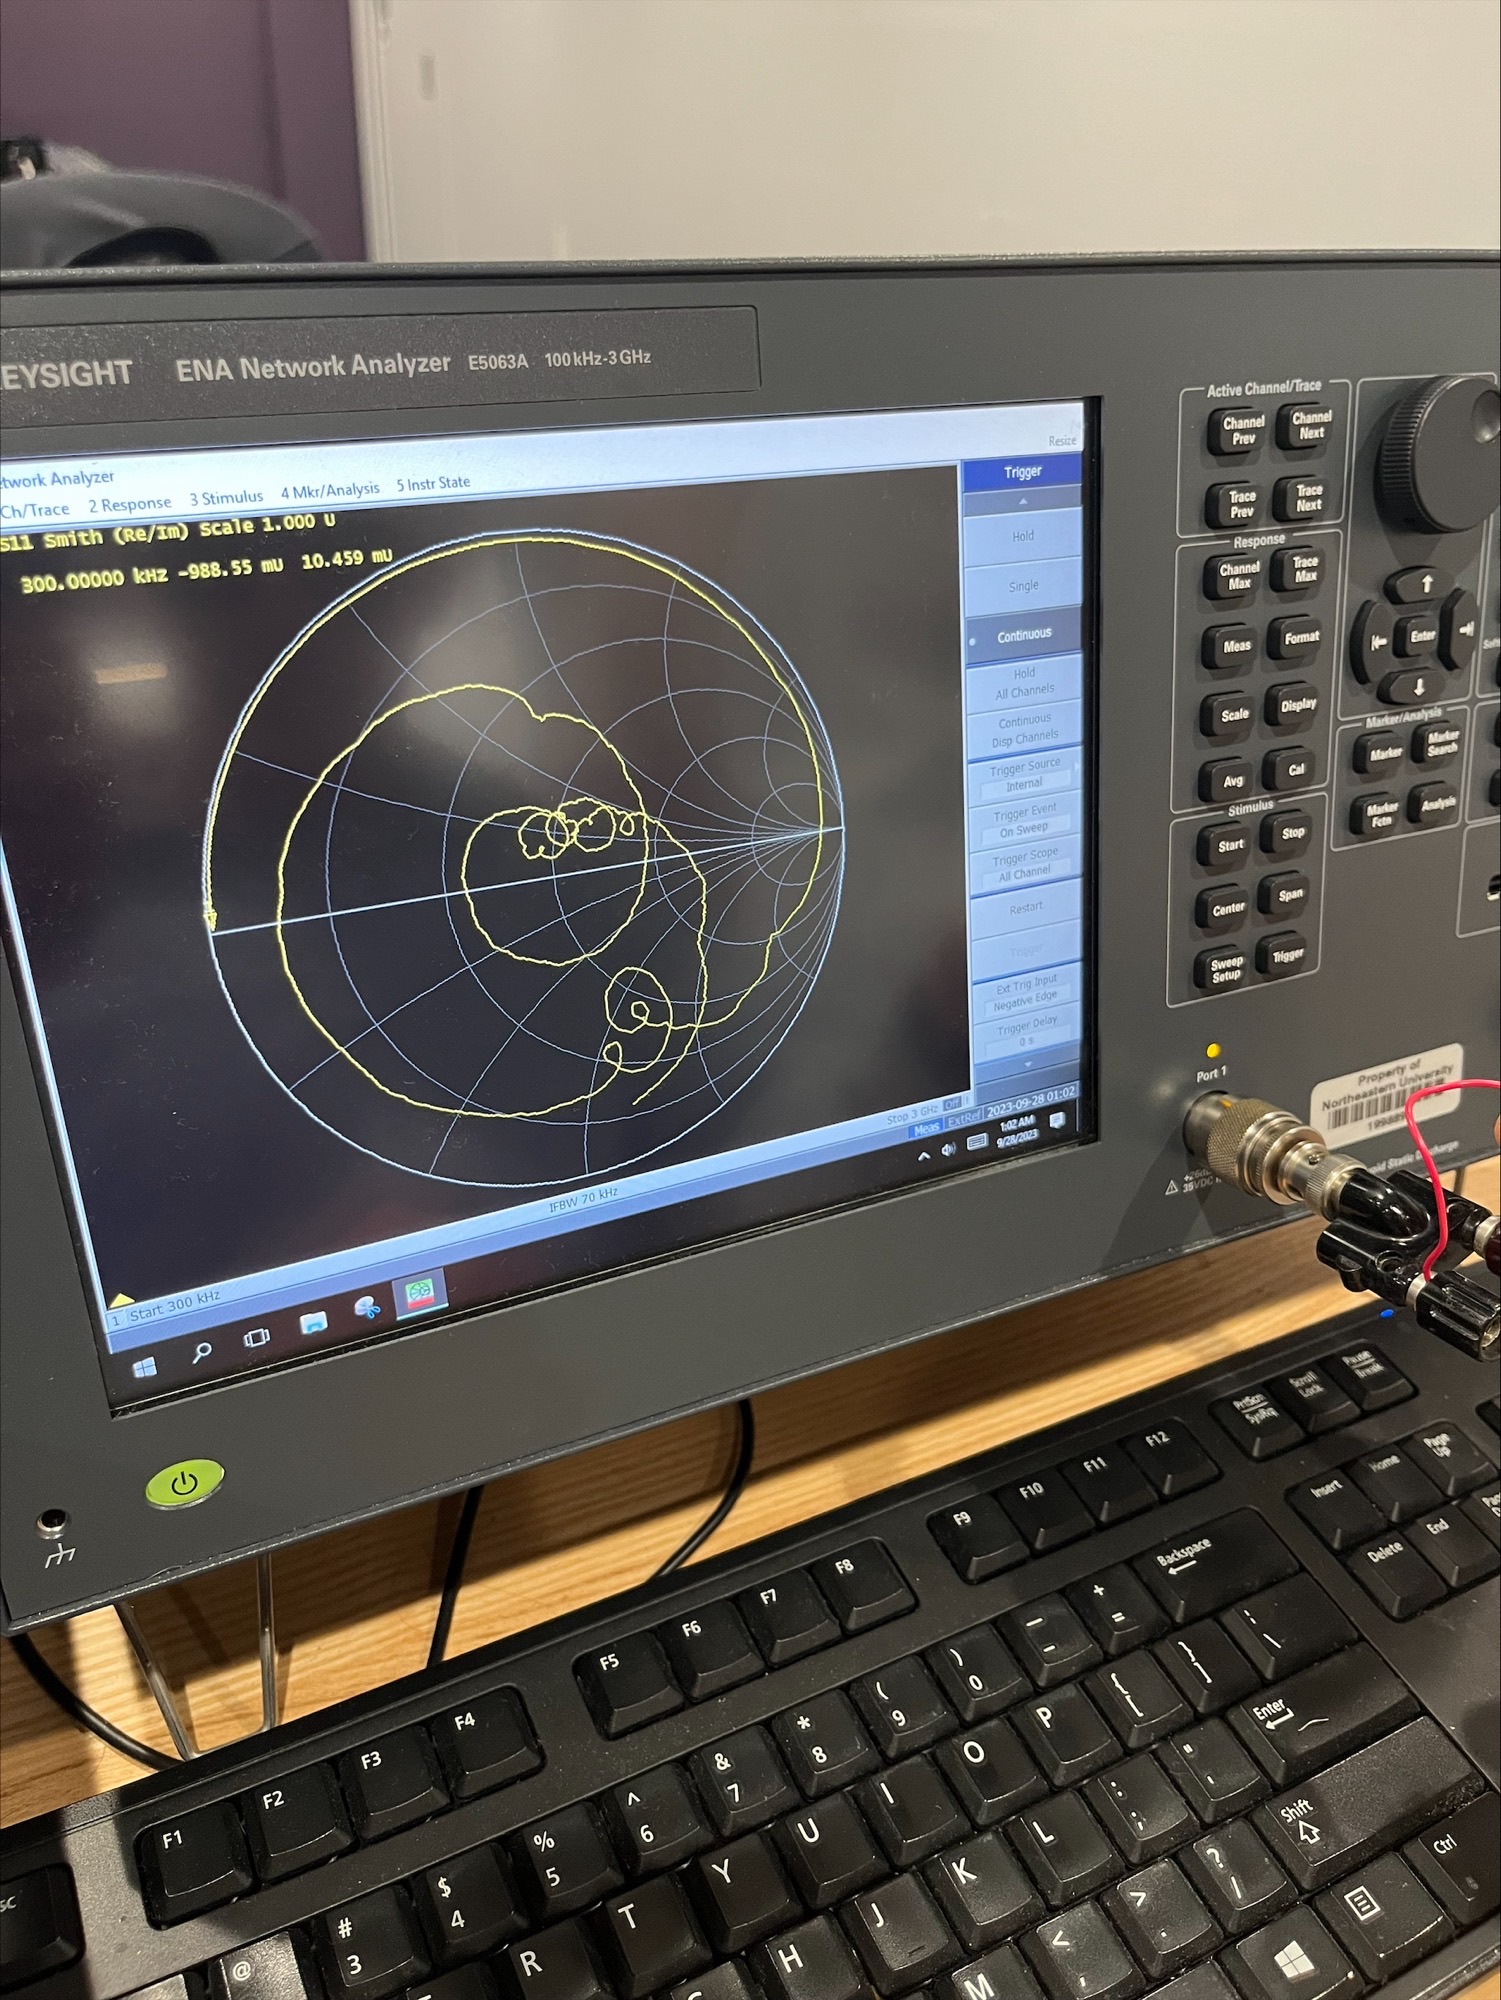 EYSIGHT ENA Network Analyzer E5063A 100kHz-3GHz
Resize
twork Analyzer
Ch/Trace 2 Response 3 Stimulus 4 Mkr/Analysis 5 Instr State
S11 Smith (Re/Im) Scale 1.000 U
300.00000 kHz -988.55 mU 10.459 mU
Trigger
Hold
Single
Continuous
Hold
All Channels
Continuous
Disp Channels
Trigger Source
Internal
Trigger Event
On Sweep
Trigger Scope
All Channel
Restart
Trigger
Ext Trig Input
Negative Edge
Trigger Delay
0 s
1 Start 300 kHz
IFBW 70 kHz
Stop 3 GHz Off
Meas ExtRef 2023-09-28 01:02
1:02 AM
9/28/2023
Active Channel/Trace
Channel Prev
Channel Next
Trace Prev
Trace Next
Response
Channel Max
Trace Max
Meas
Format
Scale
Display
Avg
Cal
Stimulus
Start
Stop
Center
Span
Sweep Setup
Trigger
Enter
Marker/Analysis
Marker
Marker Search
Marker Fctn
Analysis
Port 1
Property of
Northeastern University
F1 F2 F3 F4 F5 F6 F7 F8 F9 F10 F11 F12
PrtScn
SysRq
Scroll
Lock
Pause
Break
Insert Home Page Up
Delete End
@ # 3 $ 4 % 5 ^ 6 & 7 * 8 ( 9 ) 0 — - + = Backspace
R T Y U I O P { [ } ] | \
H J K L : ; " ' Enter
M < , > . ? / Shift
Ctrl